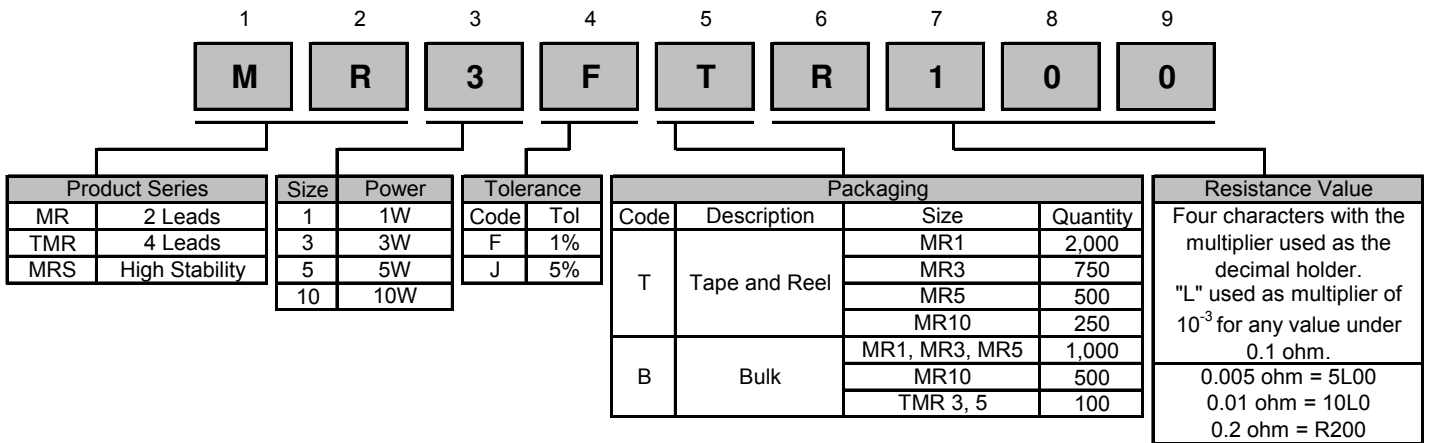 1 2 3 4 5 6 7 8 9
M R 3 F T R 1 0 0
Product Series
MR 2 Leads
TMR 4 Leads
MRS High Stability
Size Power
1 1W
3 3W
5 5W
10 10W
Tolerance
Code Tol
F 1%
J 5%
Packaging
Code Description Size Quantity
T Tape and Reel
MR1 2,000
MR3 750
MR5 500
MR10 250
B Bulk
MR1, MR3, MR5 1,000
MR10 500
TMR 3, 5 100
Resistance Value
Four characters with the
multiplier used as the
decimal holder.
"L" used as multiplier of
10⁻³ for any value under
0.1 ohm.
0.005 ohm = 5L00
0.01 ohm = 10L0
0.2 ohm = R200